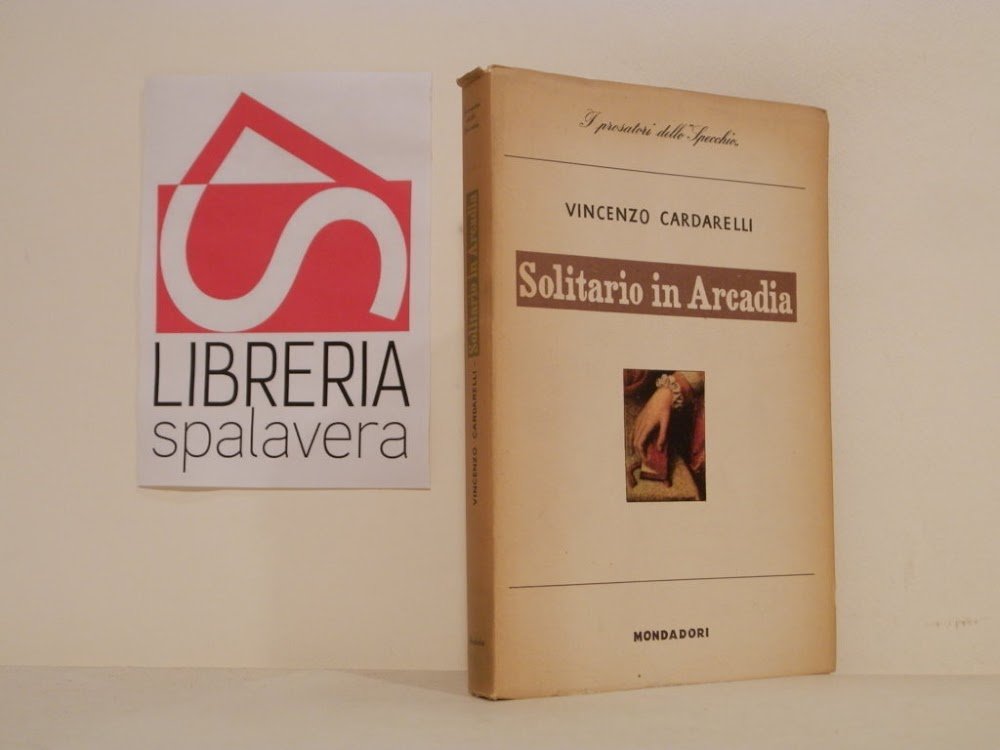 LIBRERIA
spalavera
I prosatori dello "Specchio"
VINCENZO CARDARELLI
Solitario in Arcadia
MONDADORI
VINCENZO CARDARELLI - Solitario in Arcadia